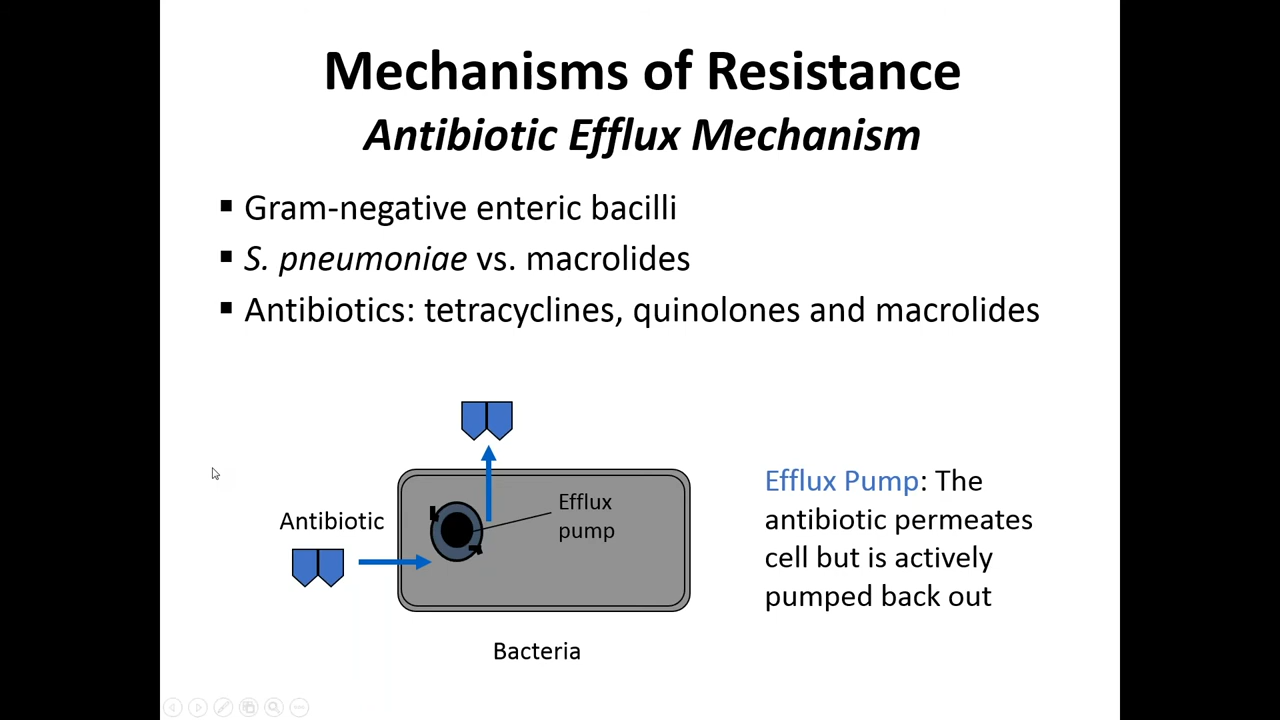 Mechanisms of Resistance
Antibiotic Efflux Mechanism
▪ Gram-negative enteric bacilli
▪ S. pneumoniae vs. macrolides
▪ Antibiotics: tetracyclines, quinolones and macrolides
Antibiotic
Efflux
pump
Bacteria
Efflux Pump: The
antibiotic permeates
cell but is actively
pumped back out